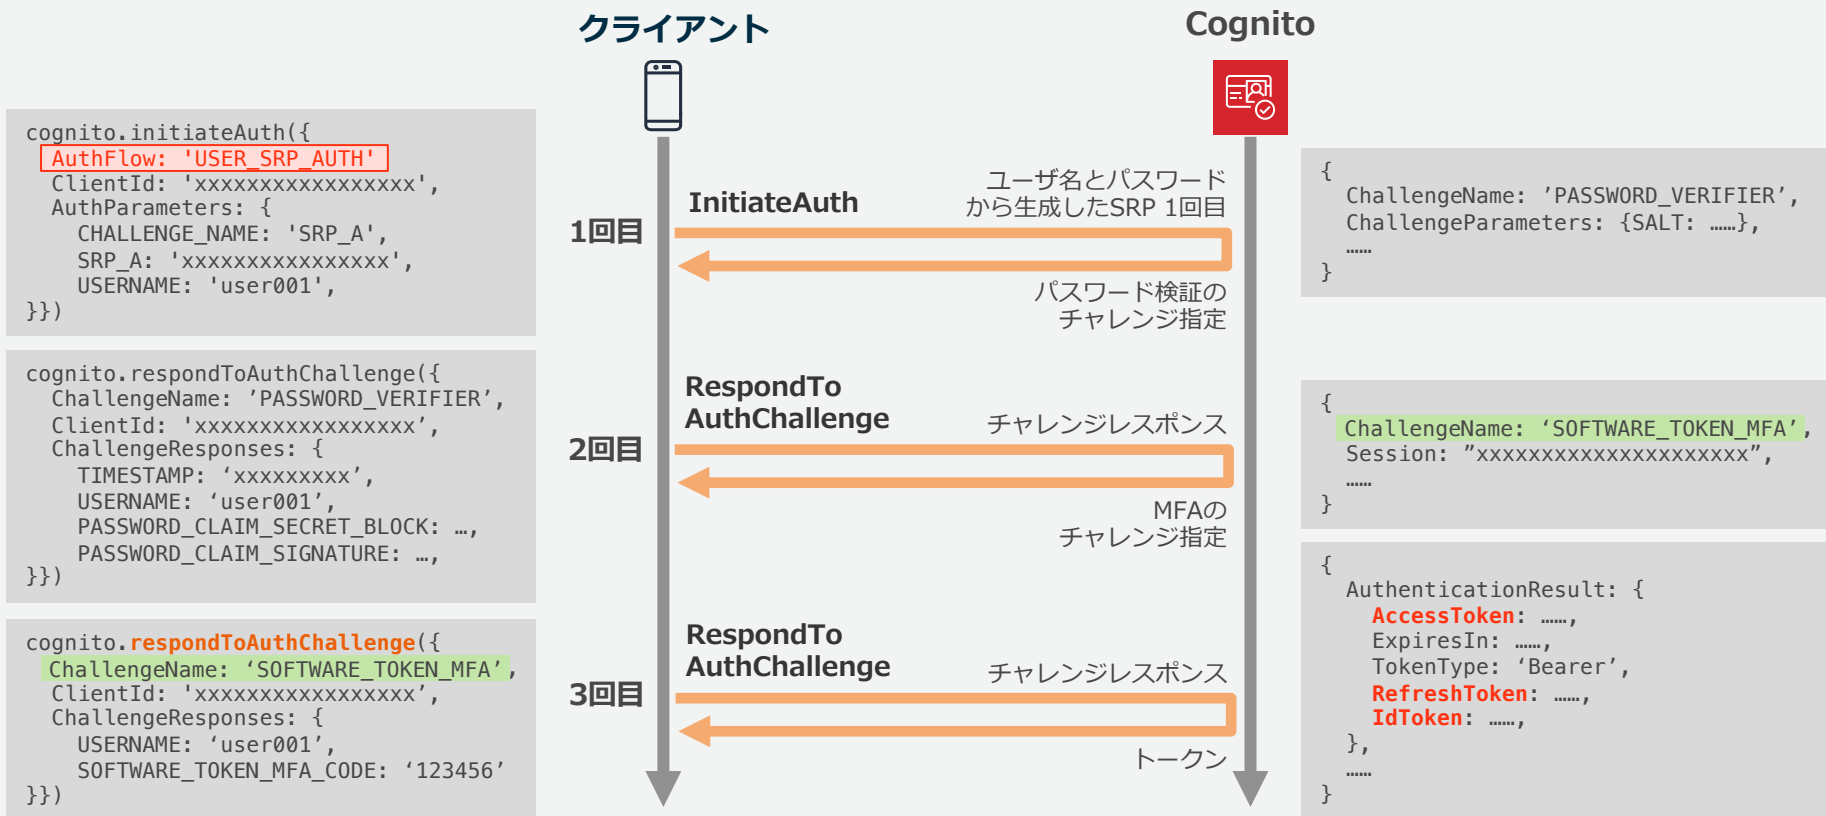 クライアント
Cognito
cognito.initiateAuth({
AuthFlow: 'USER_SRP_AUTH'
ClientId: 'xxxxxxxxxxxxxxxxx',
AuthParameters: {
CHALLENGE_NAME: 'SRP_A',
SRP_A: 'xxxxxxxxxxxxxxxx',
USERNAME: 'user001',
}})
1回目
InitiateAuth
ユーザ名とパスワード
から生成したSRP 1回目
パスワード検証の
チャレンジ指定
{
ChallengeName: ’PASSWORD_VERIFIER’,
ChallengeParameters: {SALT: ……},
……
}
cognito.respondToAuthChallenge({
ChallengeName: ’PASSWORD_VERIFIER’,
ClientId: 'xxxxxxxxxxxxxxxxx’,
ChallengeResponses: {
TIMESTAMP: ‘xxxxxxxxx’,
USERNAME: ‘user001’,
PASSWORD_CLAIM_SECRET_BLOCK: …,
PASSWORD_CLAIM_SIGNATURE: …,
}})
2回目
RespondTo
AuthChallenge
チャレンジレスポンス
MFAの
チャレンジ指定
{
ChallengeName: ‘SOFTWARE_TOKEN_MFA’,
Session: ”xxxxxxxxxxxxxxxxxxxxx”,
……
}
cognito.respondToAuthChallenge({
ChallengeName: ‘SOFTWARE_TOKEN_MFA’,
ClientId: 'xxxxxxxxxxxxxxxxx’,
ChallengeResponses: {
USERNAME: ‘user001’,
SOFTWARE_TOKEN_MFA_CODE: ‘123456’
}})
3回目
RespondTo
AuthChallenge
チャレンジレスポンス
トークン
{
AuthenticationResult: {
AccessToken: ……,
ExpiresIn: ……,
TokenType: ‘Bearer’,
RefreshToken: ……,
IdToken: ……,
},
……
}